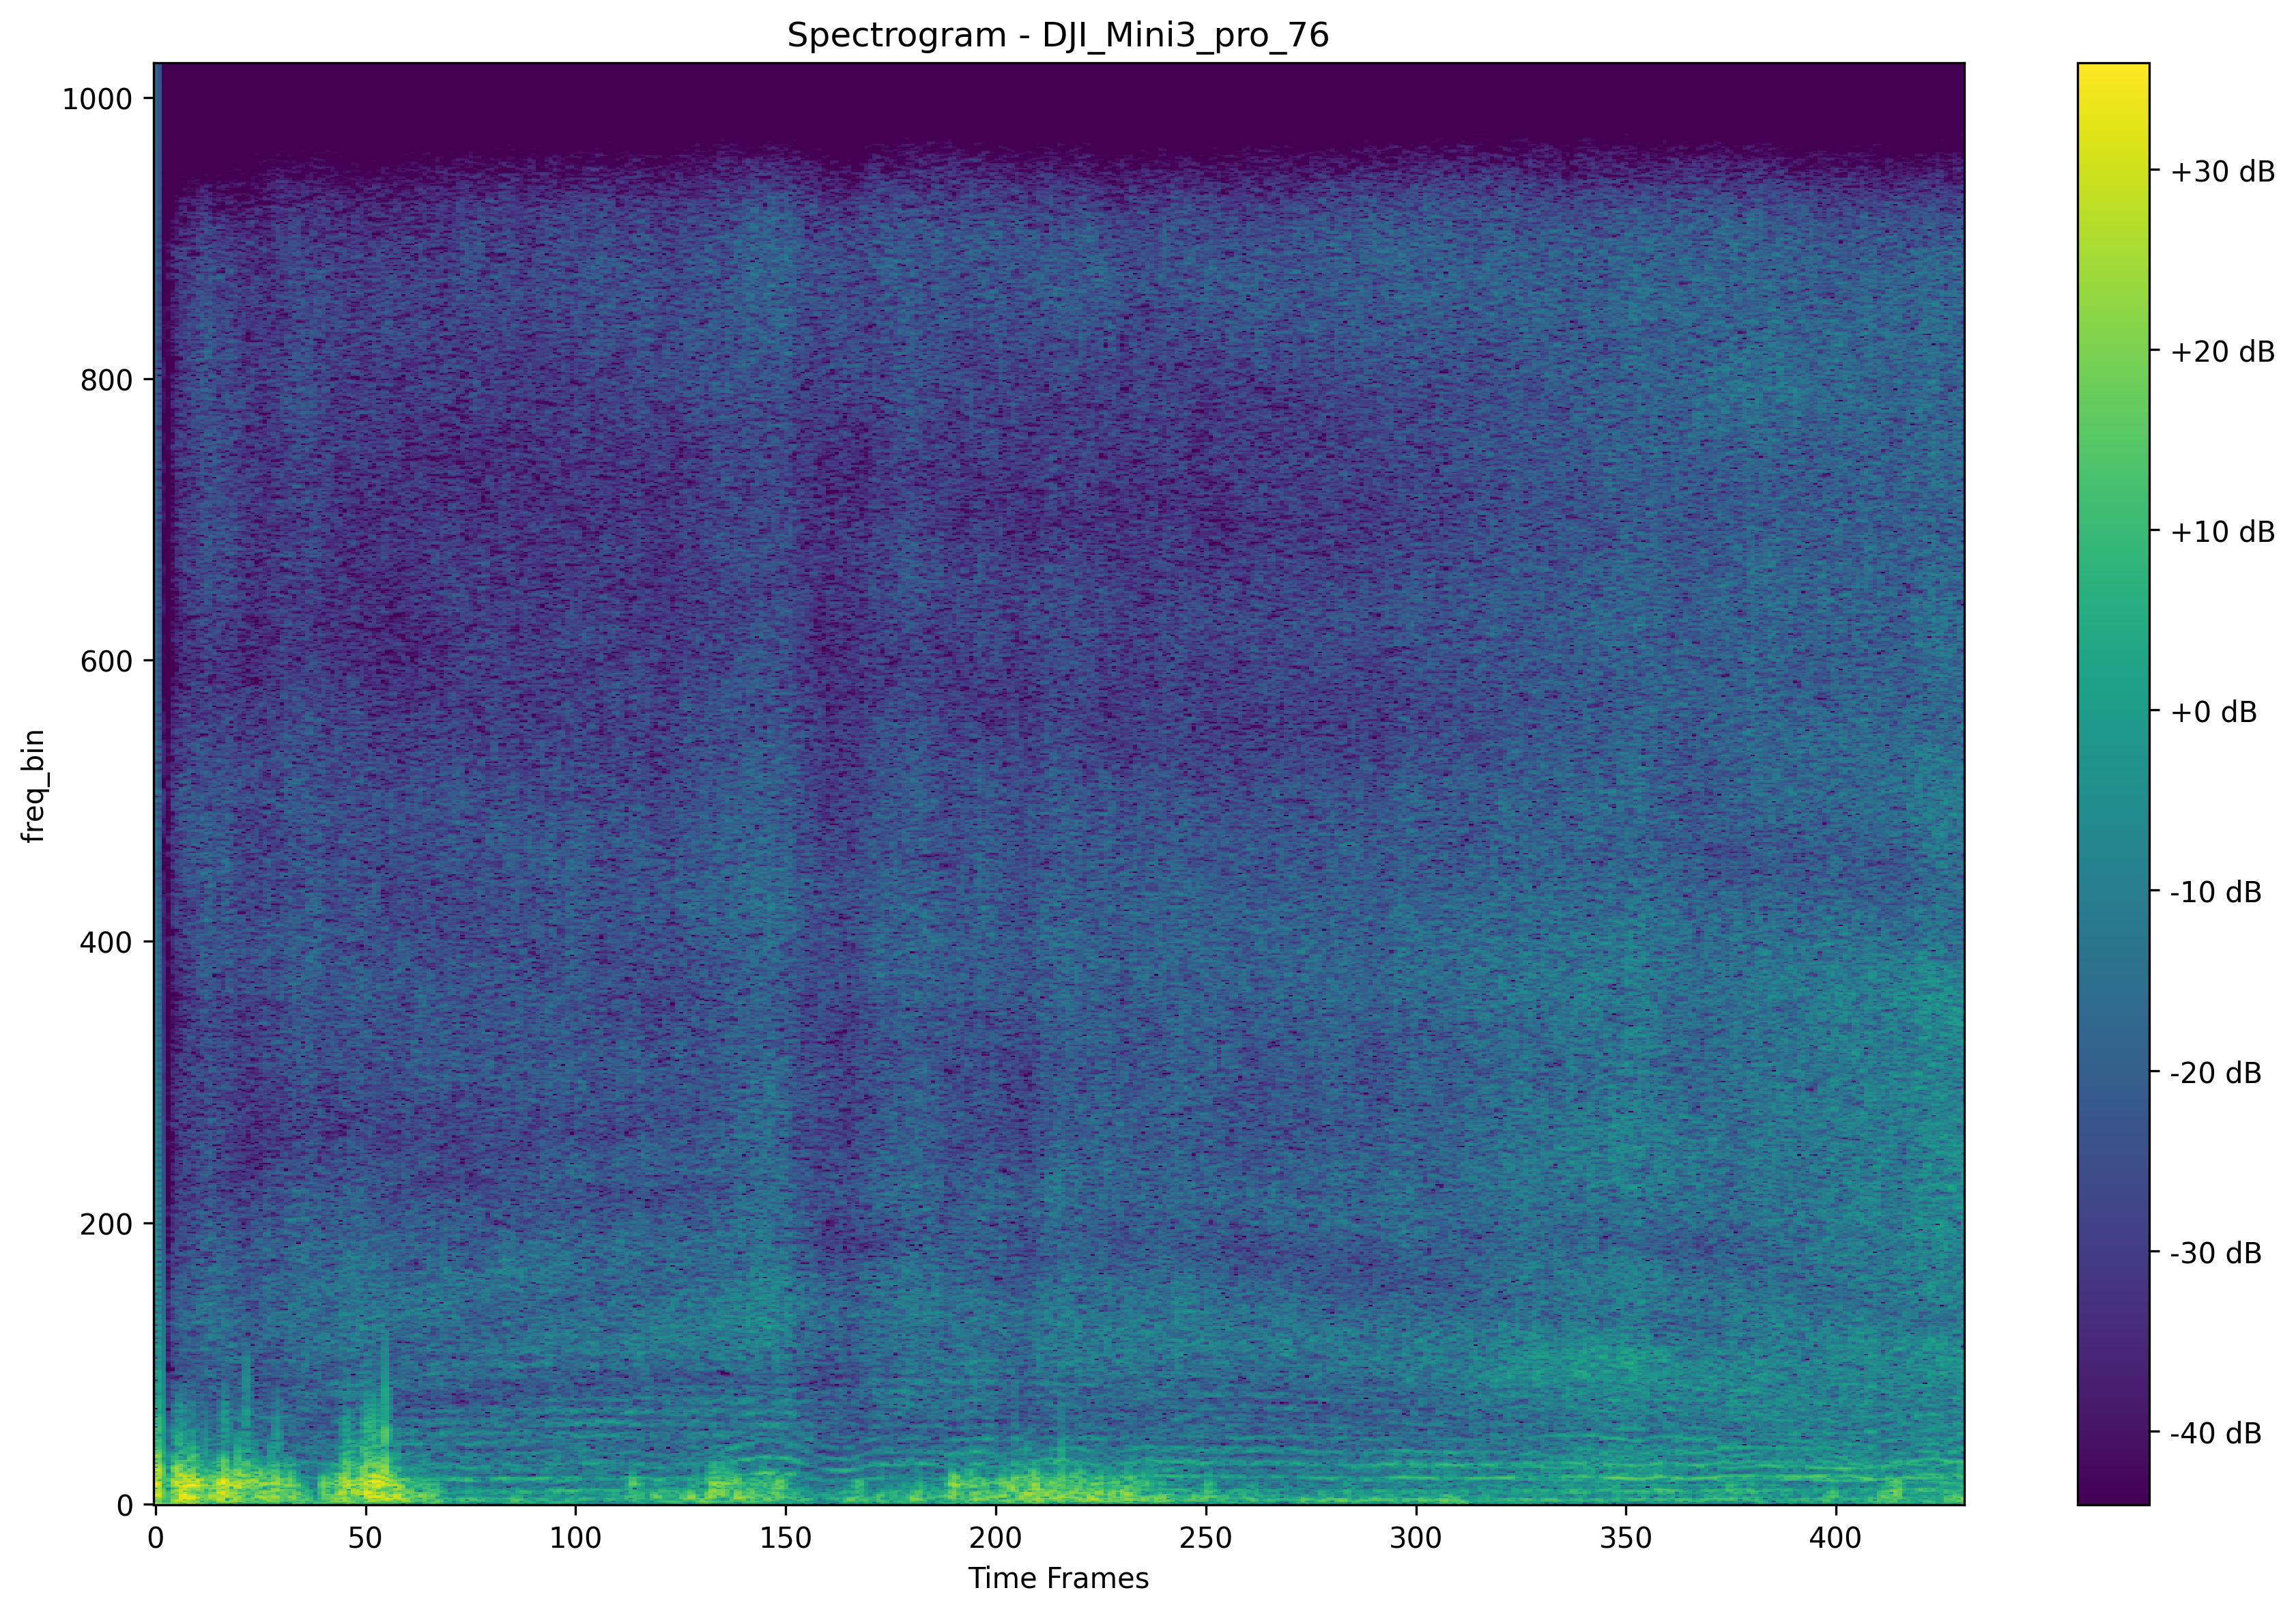 Spectrogram - DJI_Mini3_pro_76
1000
800
600
400
200
0
freq_bin
0 50 100 150 200 250 300 350 400
Time Frames
+30 dB
+20 dB
+10 dB
+0 dB
-10 dB
-20 dB
-30 dB
-40 dB